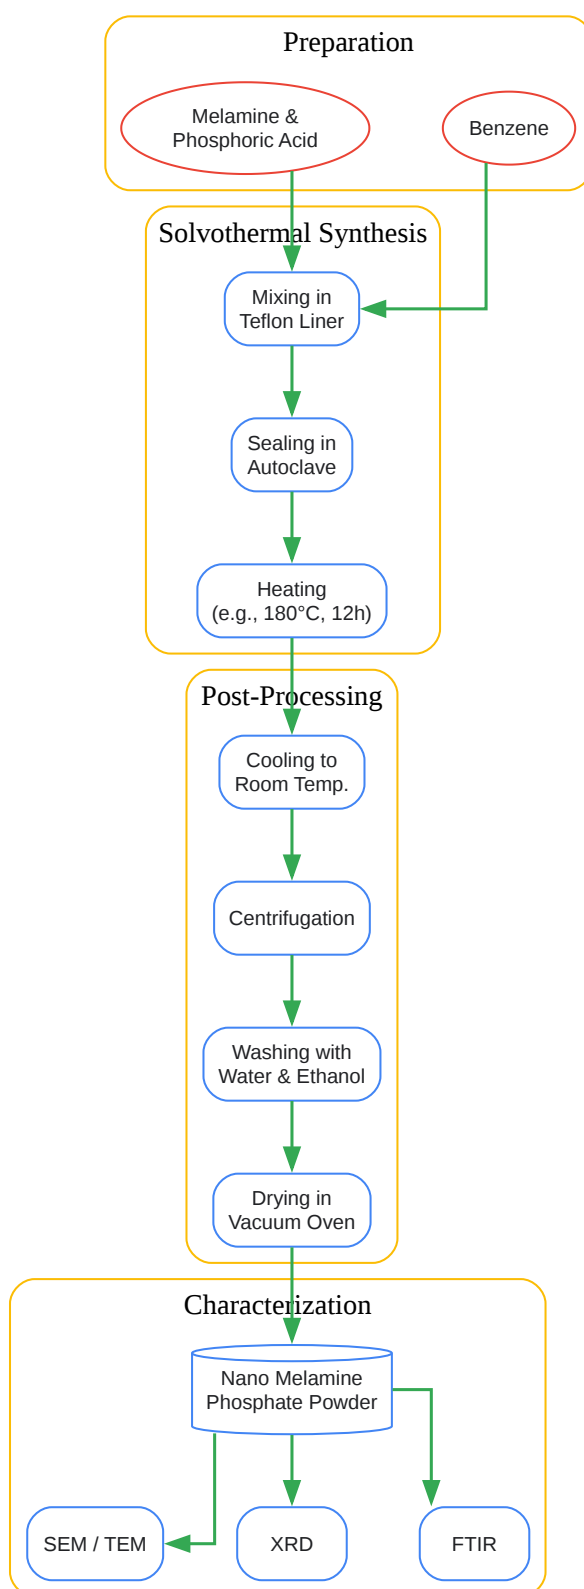 Preparation
Melamine &
Phosphoric Acid
Benzene
Solvothermal Synthesis
Mixing in
Teflon Liner
Sealing in
Autoclave
Heating
(e.g., 180°C, 12h)
Post-Processing
Cooling to
Room Temp.
Centrifugation
Washing with
Water & Ethanol
Drying in
Vacuum Oven
Characterization
Nano Melamine
Phosphate Powder
SEM / TEM
XRD
FTIR